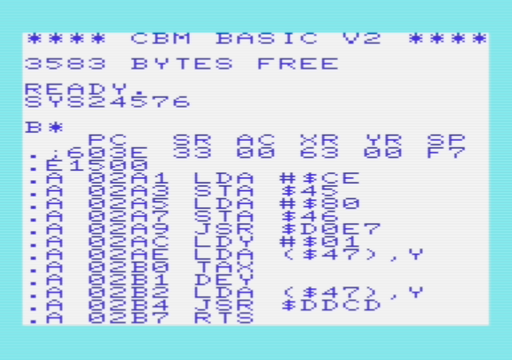 **** CBM BASIC V2 ****
3583 BYTES FREE
READY.
SYS24576
B*
PC SR AC XR YR SP
.;603E 33 00 63 00 F7
.E1500
.A 02A1 LDA #$CE
.A 02A3 STA $45
.A 02A5 LDA #$80
.A 02A7 STA $46
.A 02A9 JSR $D0E7
.A 02AC LDY #$01
.A 02AE LDA ($47),Y
.A 02B0 TAX
.A 02B1 DEY
.A 02B2 LDA ($47),Y
.A 02B4 JSR $DDCD
.A 02B7 RTS